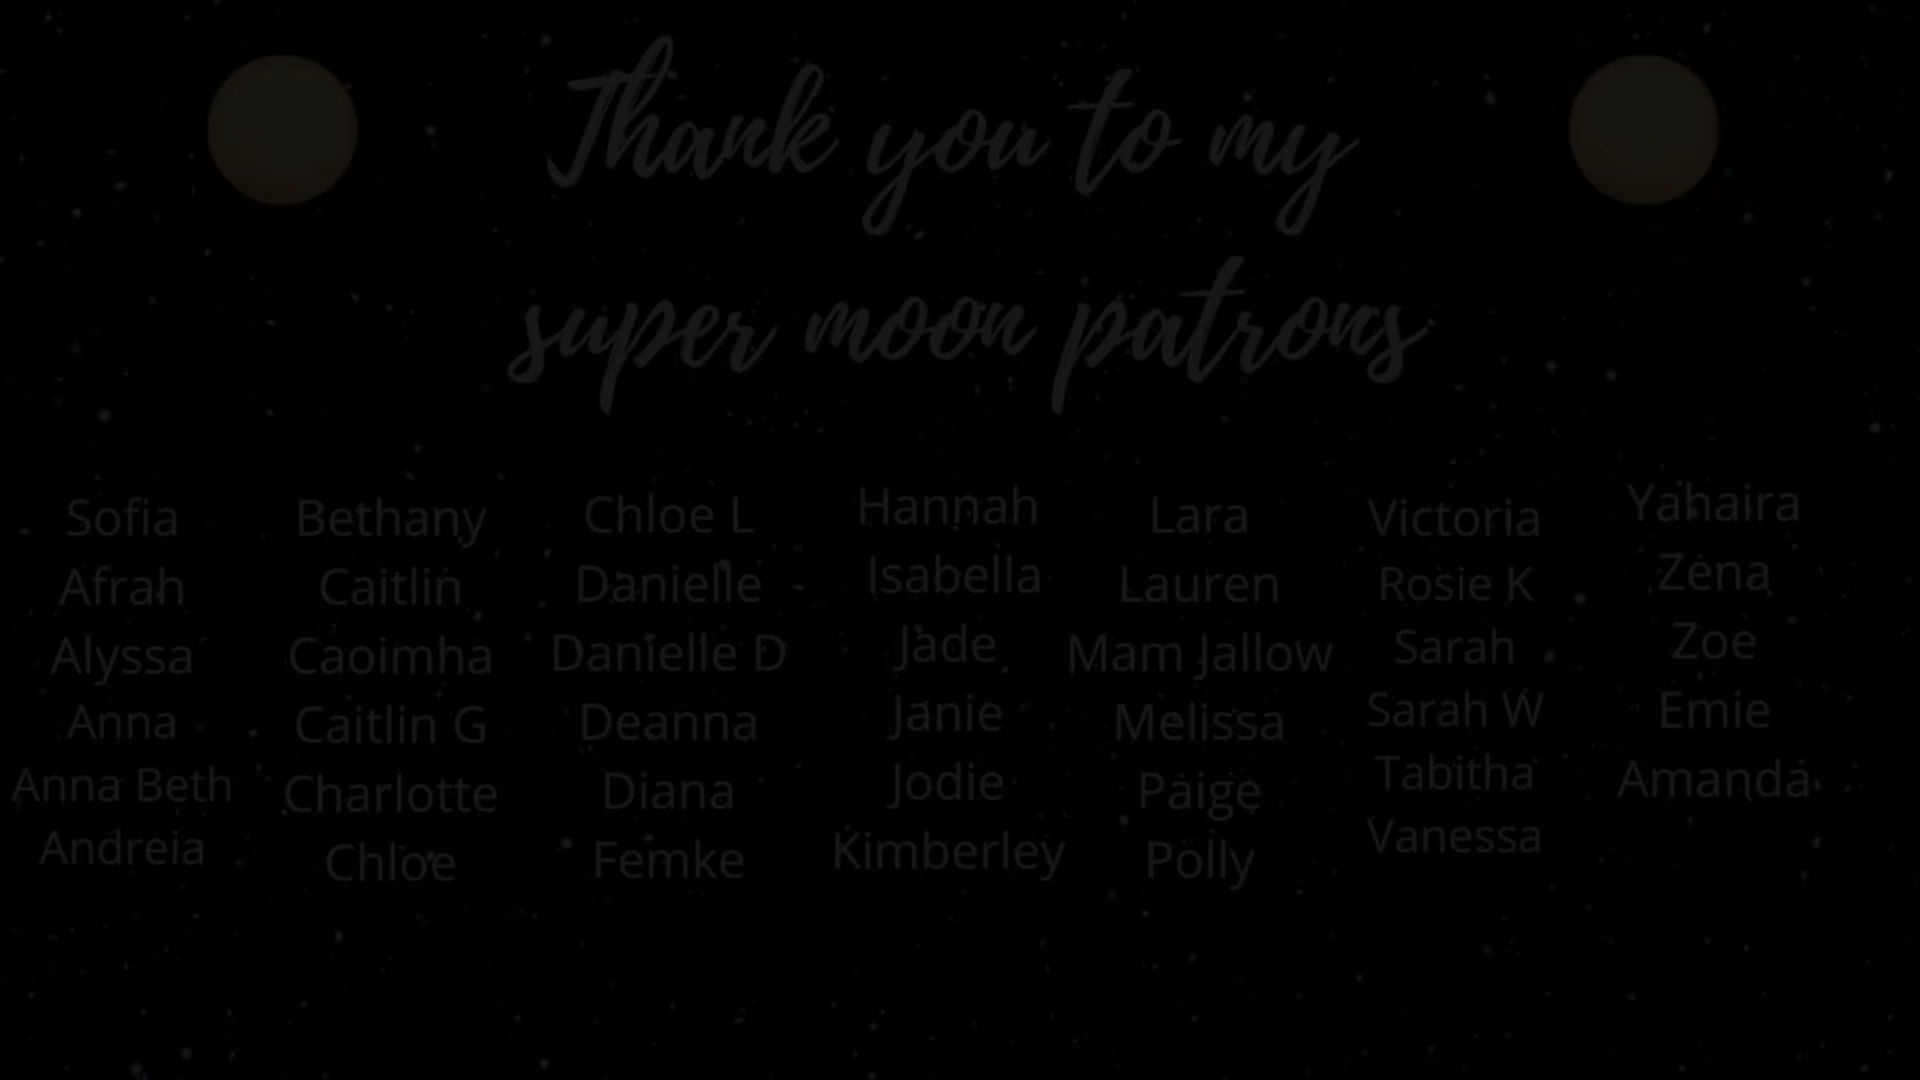 Thank you to my
super moon patrons
Sofia
Afrah
Alyssa
Anna
Anna Beth
Andreia
Bethany
Caitlin
Caoimha
Caitlin G
Charlotte
Chloe
Chloe L
Danielle
Danielle D
Deanna
Diana
Femke
Hannah
Isabella
Jade
Janie
Jodie
Kimberley
Lara
Lauren
Mam Jallow
Melissa
Paige
Polly
Victoria
Rosie K
Sarah
Sarah W
Tabitha
Vanessa
Yahaira
Zena
Zoe
Emie
Amanda